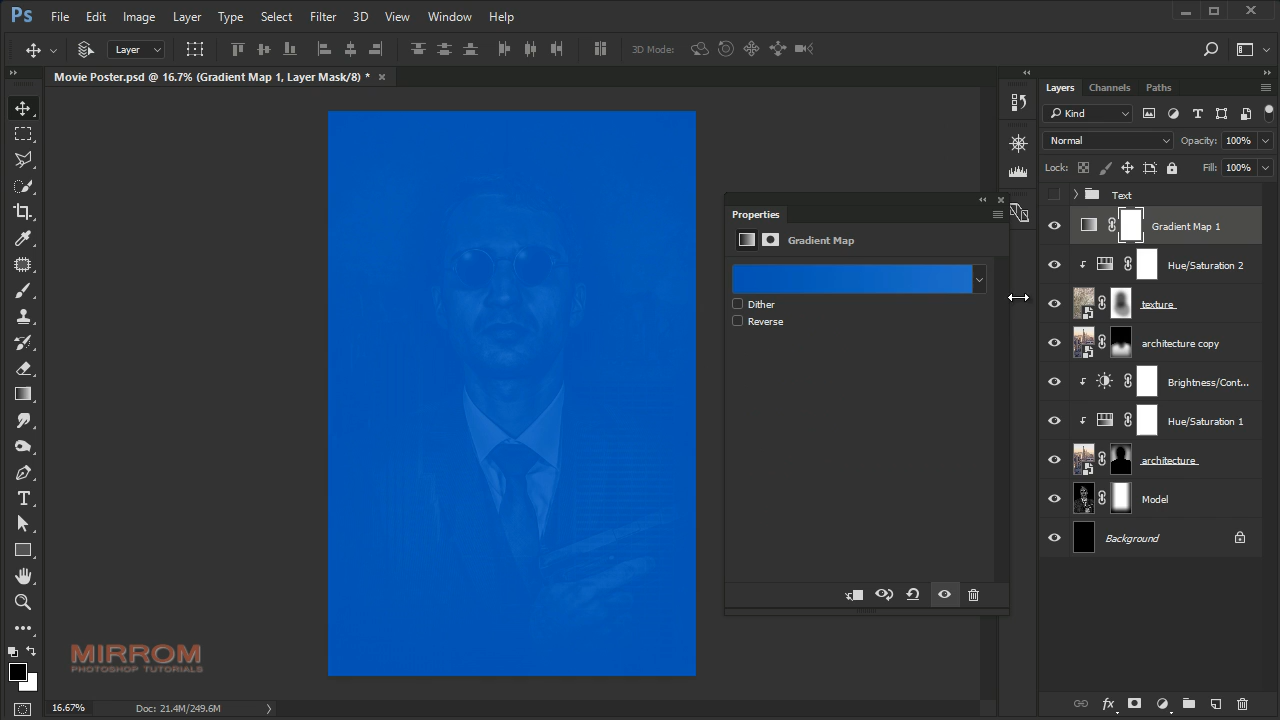 Ps File Edit Image Layer Type Select Filter 3D View Window Help
Layer 3D Mode:
Movie Poster.psd @ 16.7% (Gradient Map 1, Layer Mask/8) *
Layers Channels Paths
Kind
Normal Opacity: 100%
Lock: Fill: 100%
Text
Properties
Gradient Map 1
Gradient Map
Hue/Saturation 2
Dither
texture
Reverse
architecture copy
Brightness/Cont...
Hue/Saturation 1
architecture
Model
Background
MIRROM
PHOTOSHOP TUTORIALS
16.67% Doc: 21.4M/249.6M
fx